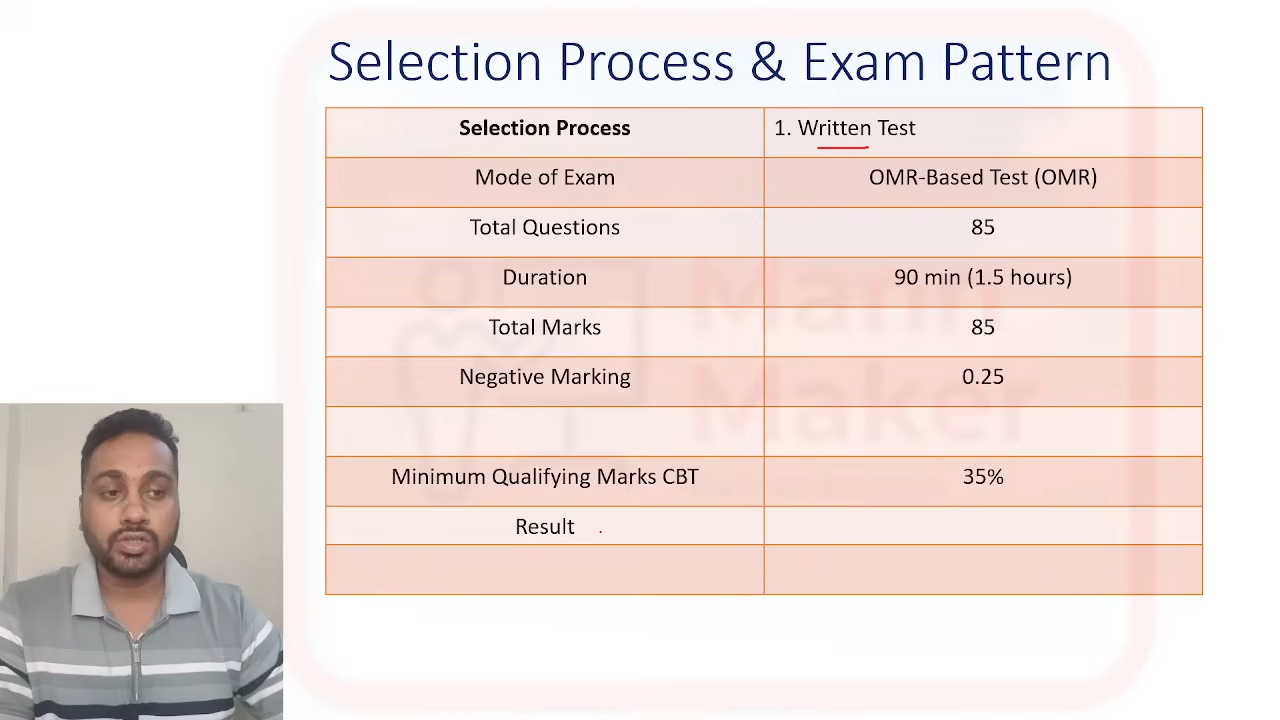 Selection Process & Exam Pattern
Selection Process 1. Written Test
Mode of Exam OMR-Based Test (OMR)
Total Questions 85
Duration 90 min (1.5 hours)
Total Marks 85
Negative Marking 0.25
Minimum Qualifying Marks CBT 35%
Result
Mann
Maker